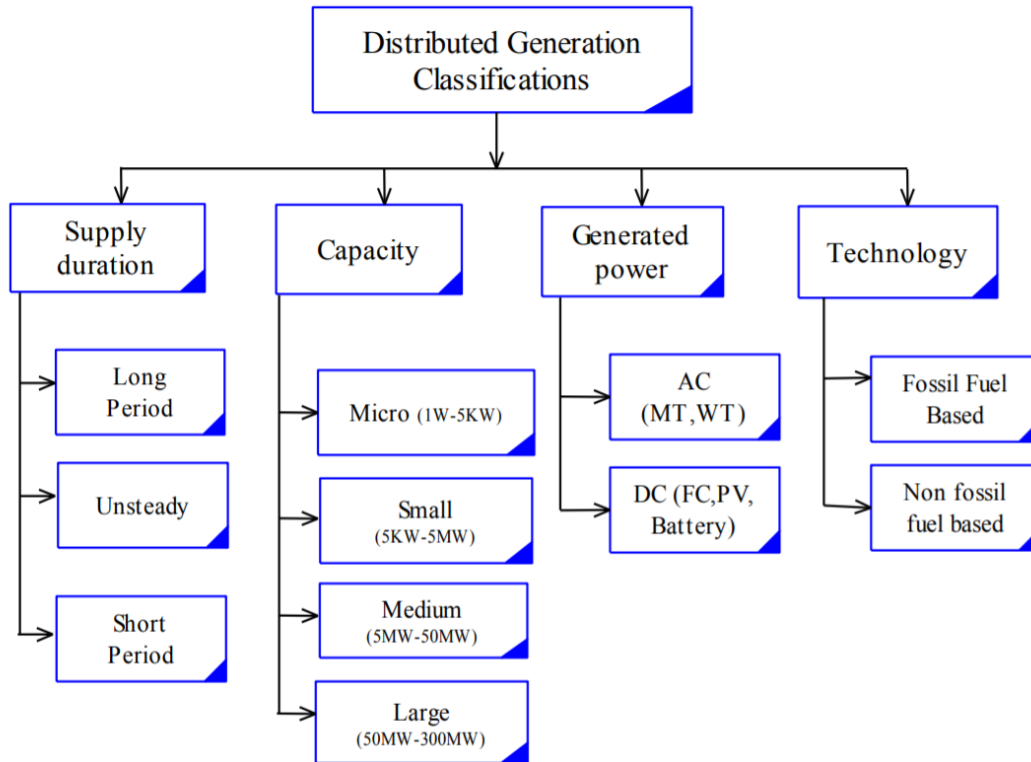 Distributed Generation
Classifications
Supply
duration
Capacity
Generated
power
Technology
Long
Period
Unsteady
Short
Period
Micro (1W-5KW)
Small
(5KW-5MW)
Medium
(5MW-50MW)
Large
(50MW-300MW)
AC
(MT,WT)
DC (FC,PV,
Battery)
Fossil Fuel
Based
Non fossil
fuel based